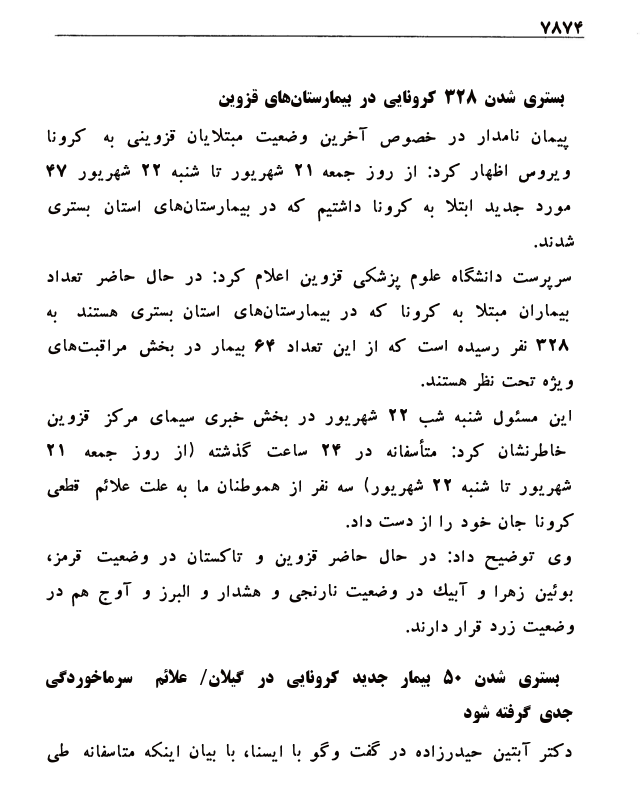 ۷۸۷۴
بستری شدن ۳۲۸ کرونایی در بیمارستان‌های قزوین
پیمان نامدار در خصوص آخرین وضعیت مبتلایان قزوینی به کرونا
ویروس اظهار کرد: از روز جمعه ۲۱ شهریور تا شنبه ۲۲ شهریور ۴۷
مورد جدید ابتلا به کرونا داشتیم که در بیمارستان‌های استان بستری
شدند.
سرپرست دانشگاه علوم پزشکی قزوین اعلام کرد: در حال حاضر تعداد
بیماران مبتلا به کرونا که در بیمارستان‌های استان بستری هستند به
۳۲۸ نفر رسیده است که از این تعداد ۶۴ بیمار در بخش مراقبت‌های
ویژه تحت نظر هستند.
این مسئول شنبه شب ۲۲ شهریور در بخش خبری سیمای مرکز قزوین
خاطرنشان کرد: متأسفانه در ۲۴ ساعت گذشته (از روز جمعه ۲۱
شهریور تا شنبه ۲۲ شهریور) سه نفر از هموطنان ما به علت علائم قطعی
کرونا جان خود را از دست داد.
وی توضیح داد: در حال حاضر قزوین و تاکستان در وضعیت قرمز،
بوئین زهرا و آبیك در وضعیت نارنجی و هشدار و البرز و آوج هم در
وضعیت زرد قرار دارند.
بستری شدن ۵۰ بیمار جدید کرونایی در گیلان/ علائم سرماخوردگی
جدی گرفته شود
دکتر آبتین حیدرزاده در گفت وگو با ایسنا، با بیان اینکه متاسفانه طی